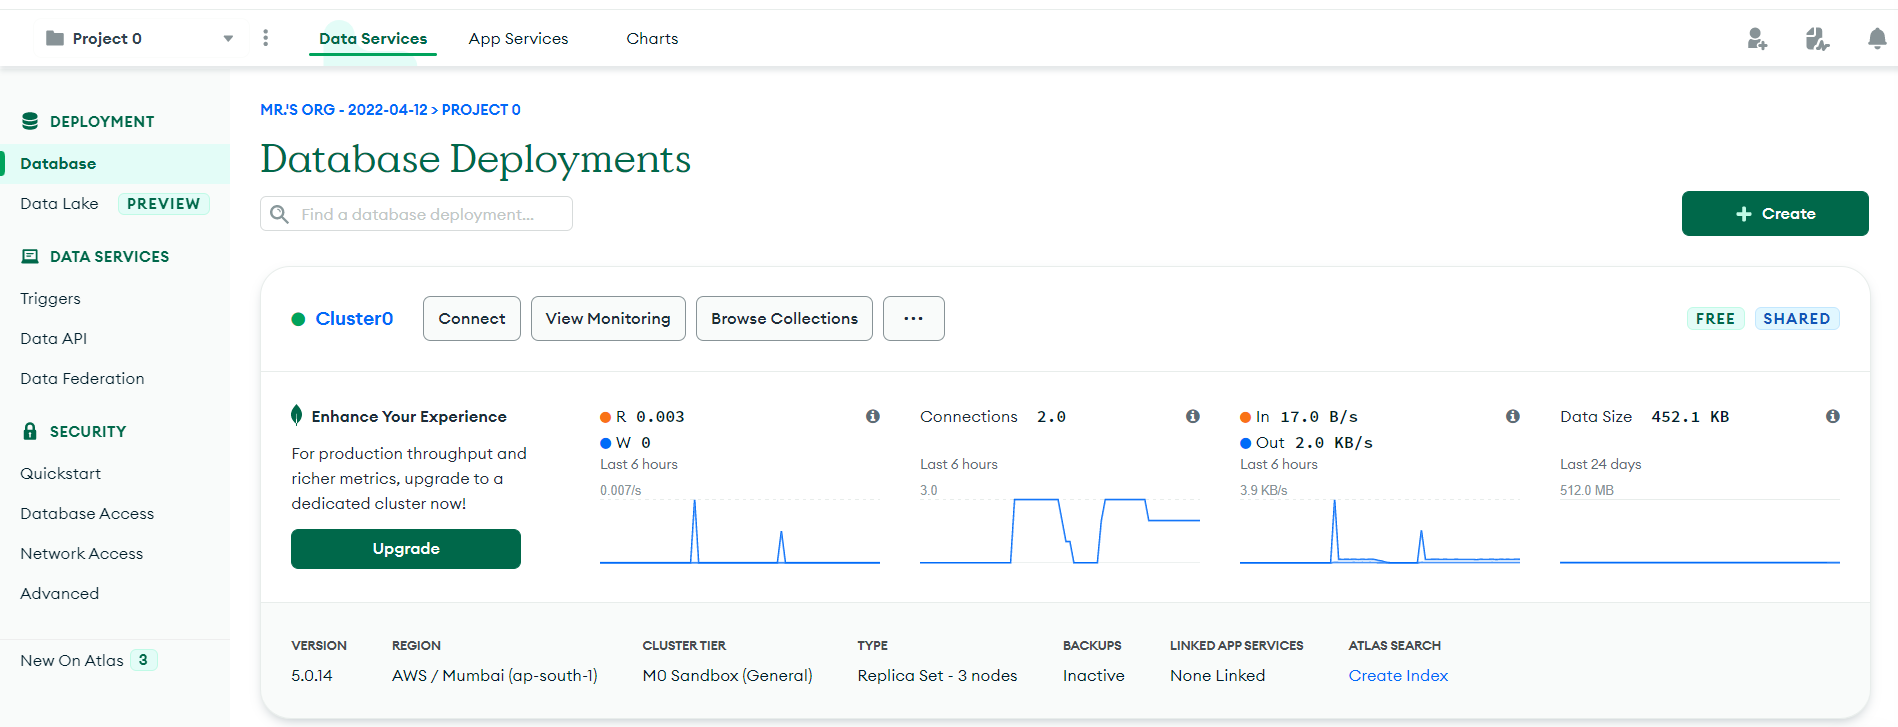 Project 0
Data Services
App Services
Charts
DEPLOYMENT
Database
Data Lake PREVIEW
DATA SERVICES
Triggers
Data API
Data Federation
SECURITY
Quickstart
Database Access
Network Access
Advanced
New On Atlas 3
MR.'S ORG - 2022-04-12 > PROJECT 0
Database Deployments
Find a database deployment...
+ Create
Cluster0
Connect
View Monitoring
Browse Collections
...
FREE
SHARED
Enhance Your Experience
For production throughput and
richer metrics, upgrade to a
dedicated cluster now!
Upgrade
R 0.003
W 0
Last 6 hours
0.007/s
Connections 2.0
Last 6 hours
3.0
In 17.0 B/s
Out 2.0 KB/s
Last 6 hours
3.9 KB/s
Data Size 452.1 KB
Last 24 days
512.0 MB
VERSION
5.0.14
REGION
AWS / Mumbai (ap-south-1)
CLUSTER TIER
M0 Sandbox (General)
TYPE
Replica Set - 3 nodes
BACKUPS
Inactive
LINKED APP SERVICES
None Linked
ATLAS SEARCH
Create Index